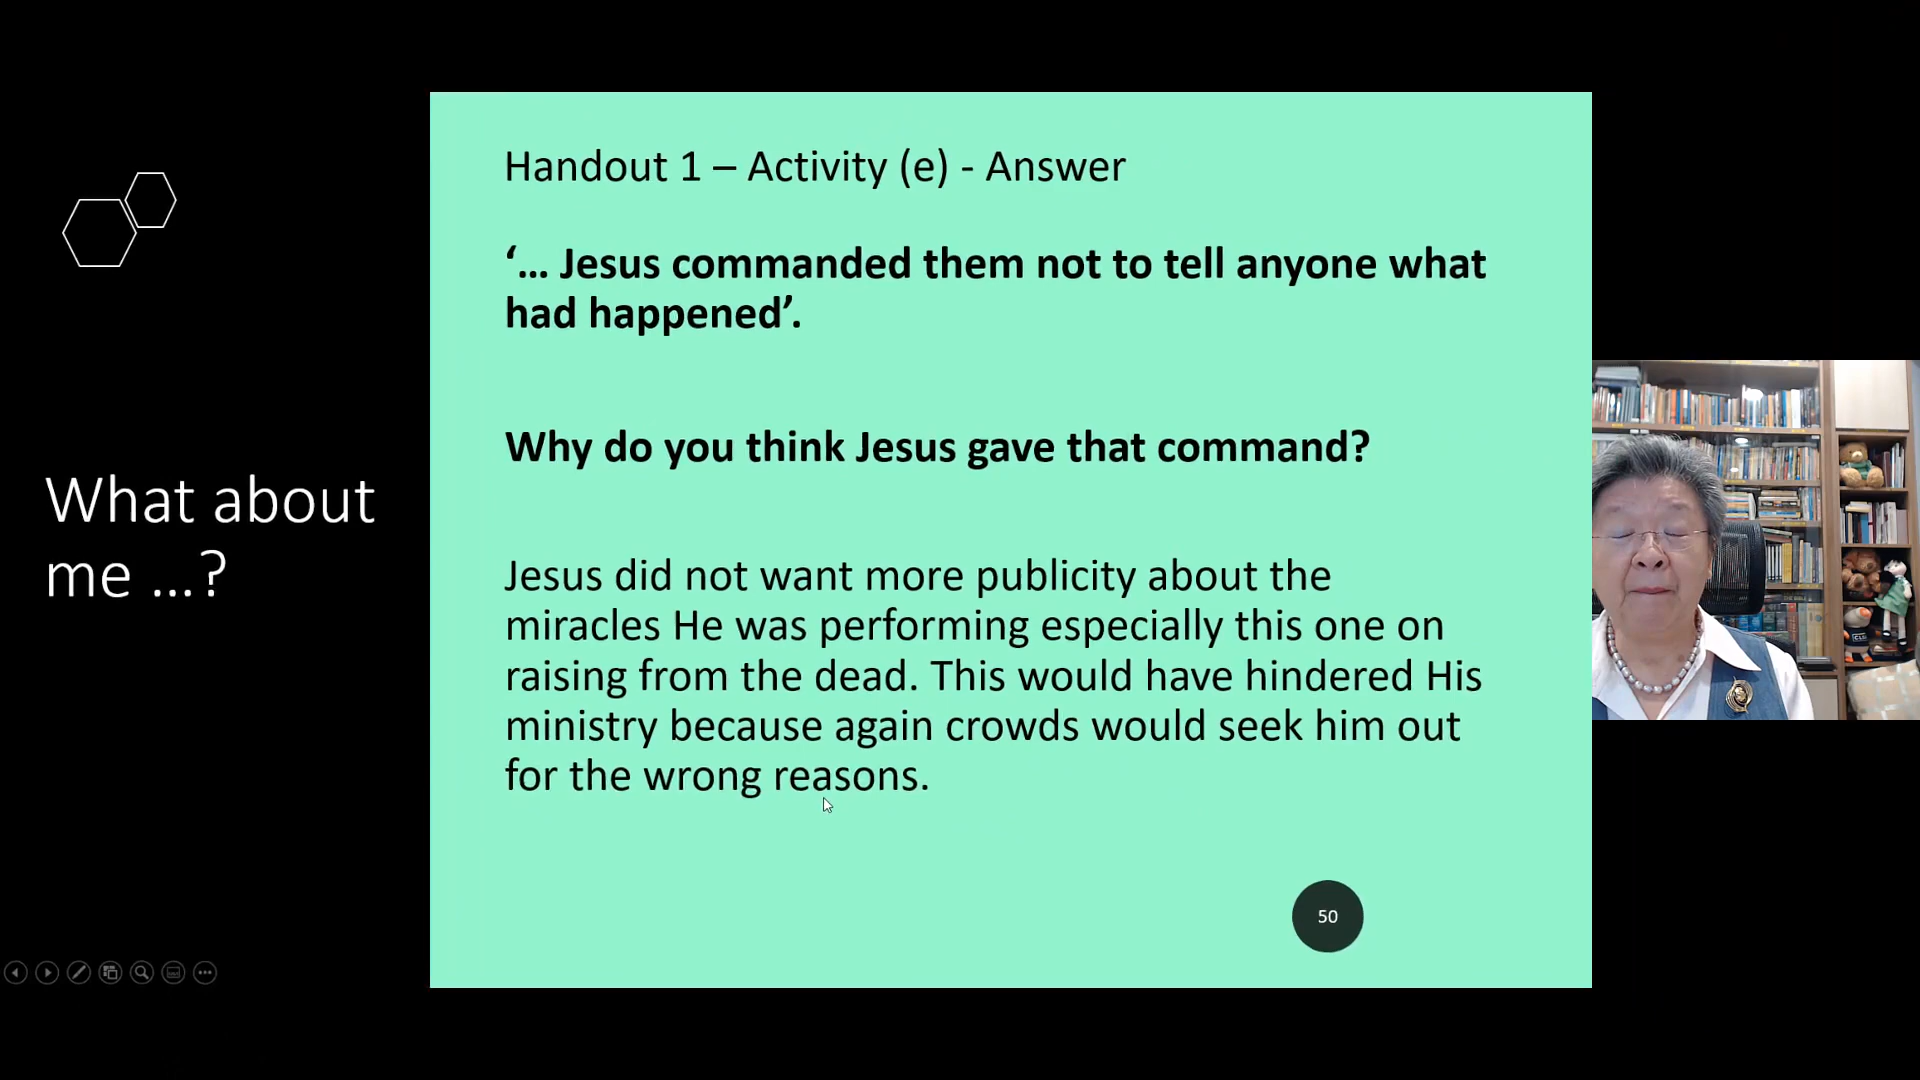 What about
me ...?
Handout 1 – Activity (e) - Answer
‘... Jesus commanded them not to tell anyone what
had happened’.
Why do you think Jesus gave that command?
Jesus did not want more publicity about the
miracles He was performing especially this one on
raising from the dead. This would have hindered His
ministry because again crowds would seek him out
for the wrong reasons.
50